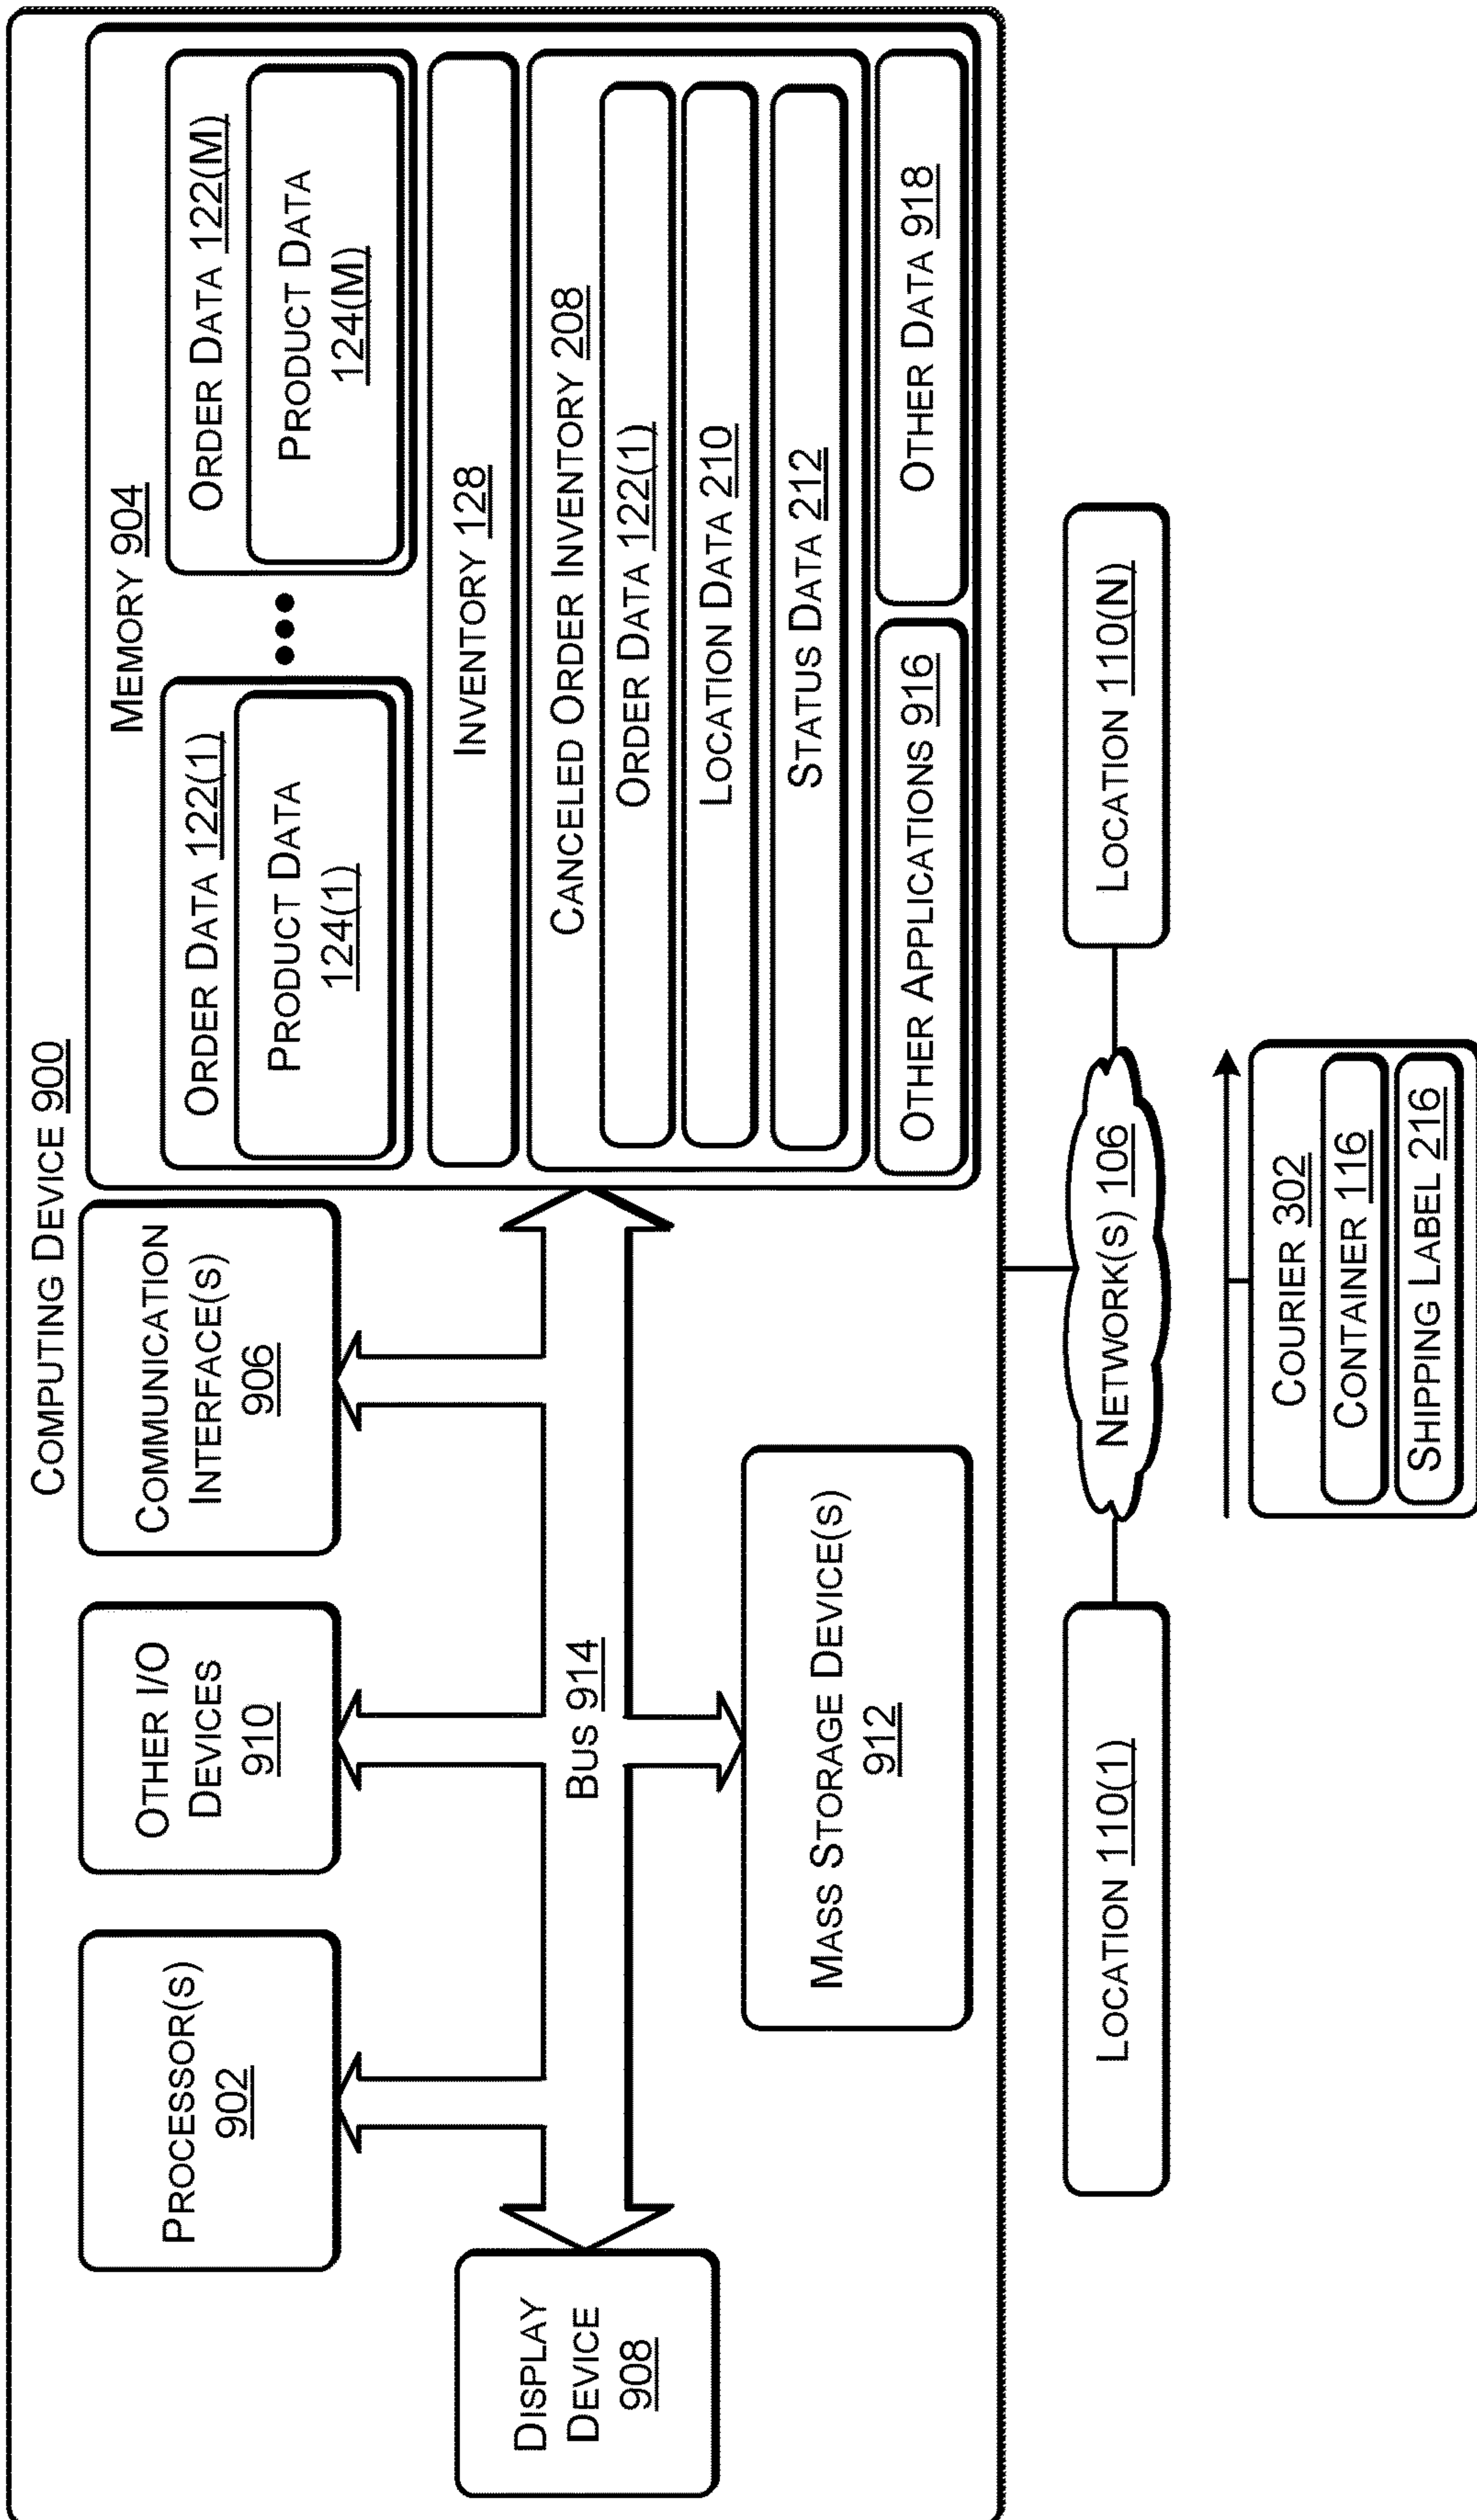 COMPUTING DEVICE 900
PROCESSOR(S)
902
OTHER I/O
DEVICES
910
COMMUNICATION
INTERFACE(S)
906
DISPLAY
DEVICE
908
BUS 914
MASS STORAGE DEVICE(S)
912
MEMORY 904
ORDER DATA 122(1)
PRODUCT DATA
124(1)
ORDER DATA 122(M)
PRODUCT DATA
124(M)
INVENTORY 128
CANCELED ORDER INVENTORY 208
ORDER DATA 122(1)
LOCATION DATA 210
STATUS DATA 212
OTHER APPLICATIONS 916
OTHER DATA 918
LOCATION 110(1)
NETWORK(S) 106
LOCATION 110(N)
COURIER 302
CONTAINER 116
SHIPPING LABEL 216